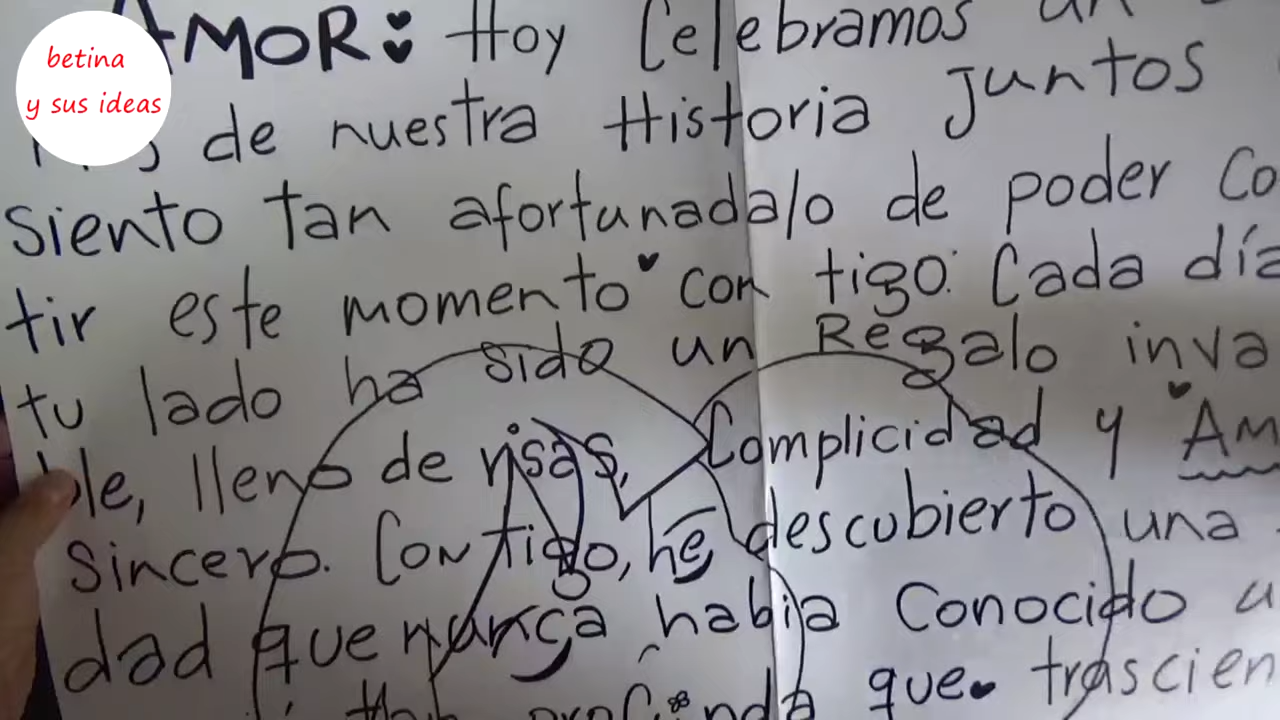 betina
y sus ideas
AMOR: Hoy Celebramos un
de nuestra Historia juntos
siento tan afortunada/o de poder Co
tir este momento con tigo. Cada día
tu lado ha sido un Regalo inva
ble, lleno de risas, Complicidad y Am
sincero. Contigo, he descubierto una
dad que nunca había Conocido
que trascien